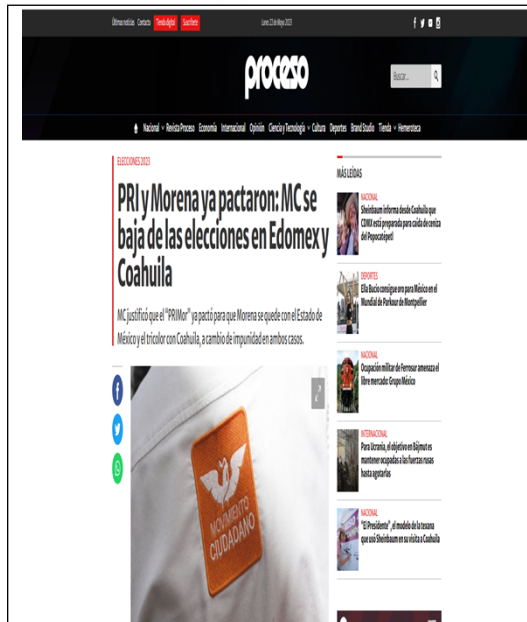 Últimas noticias Contacto Tienda digital Suscríbete Lunes 22 de Mayo 2023
proceso
Buscar...
Nacional Revista Proceso Economía Internacional Opinión Ciencia y Tecnología Cultura Deportes Brand Studio Tienda Hemeroteca
ELECCIONES 2023
PRI y Morena ya pactaron: MC se
baja de las elecciones en Edomex y
Coahuila
MC justificó que el "PRIMor" ya pactó para que Morena se quede con el Estado de
México y el tricolor con Coahuila, a cambio de impunidad en ambos casos.
MOVIMIENTO
CIUDADANO
MÁS LEÍDAS
NACIONAL
Sheinbaum informa desde Coahuila que
CDMX está preparada para caída de ceniza
del Popocatépetl
DEPORTES
Ella Bucio consigue oro para México en el
Mundial de Parkour de Montpellier
NACIONAL
Ocupación militar de Ferrosur amenaza el
libre mercado: Grupo México
INTERNACIONAL
Para Ucrania, el objetivo en Bájmut es
mantener ocupadas a las fuerzas rusas
hasta agotarlas
NACIONAL
"El Presidente", el modelo de la texana
que usó Sheinbaum en su visita a Coahuila